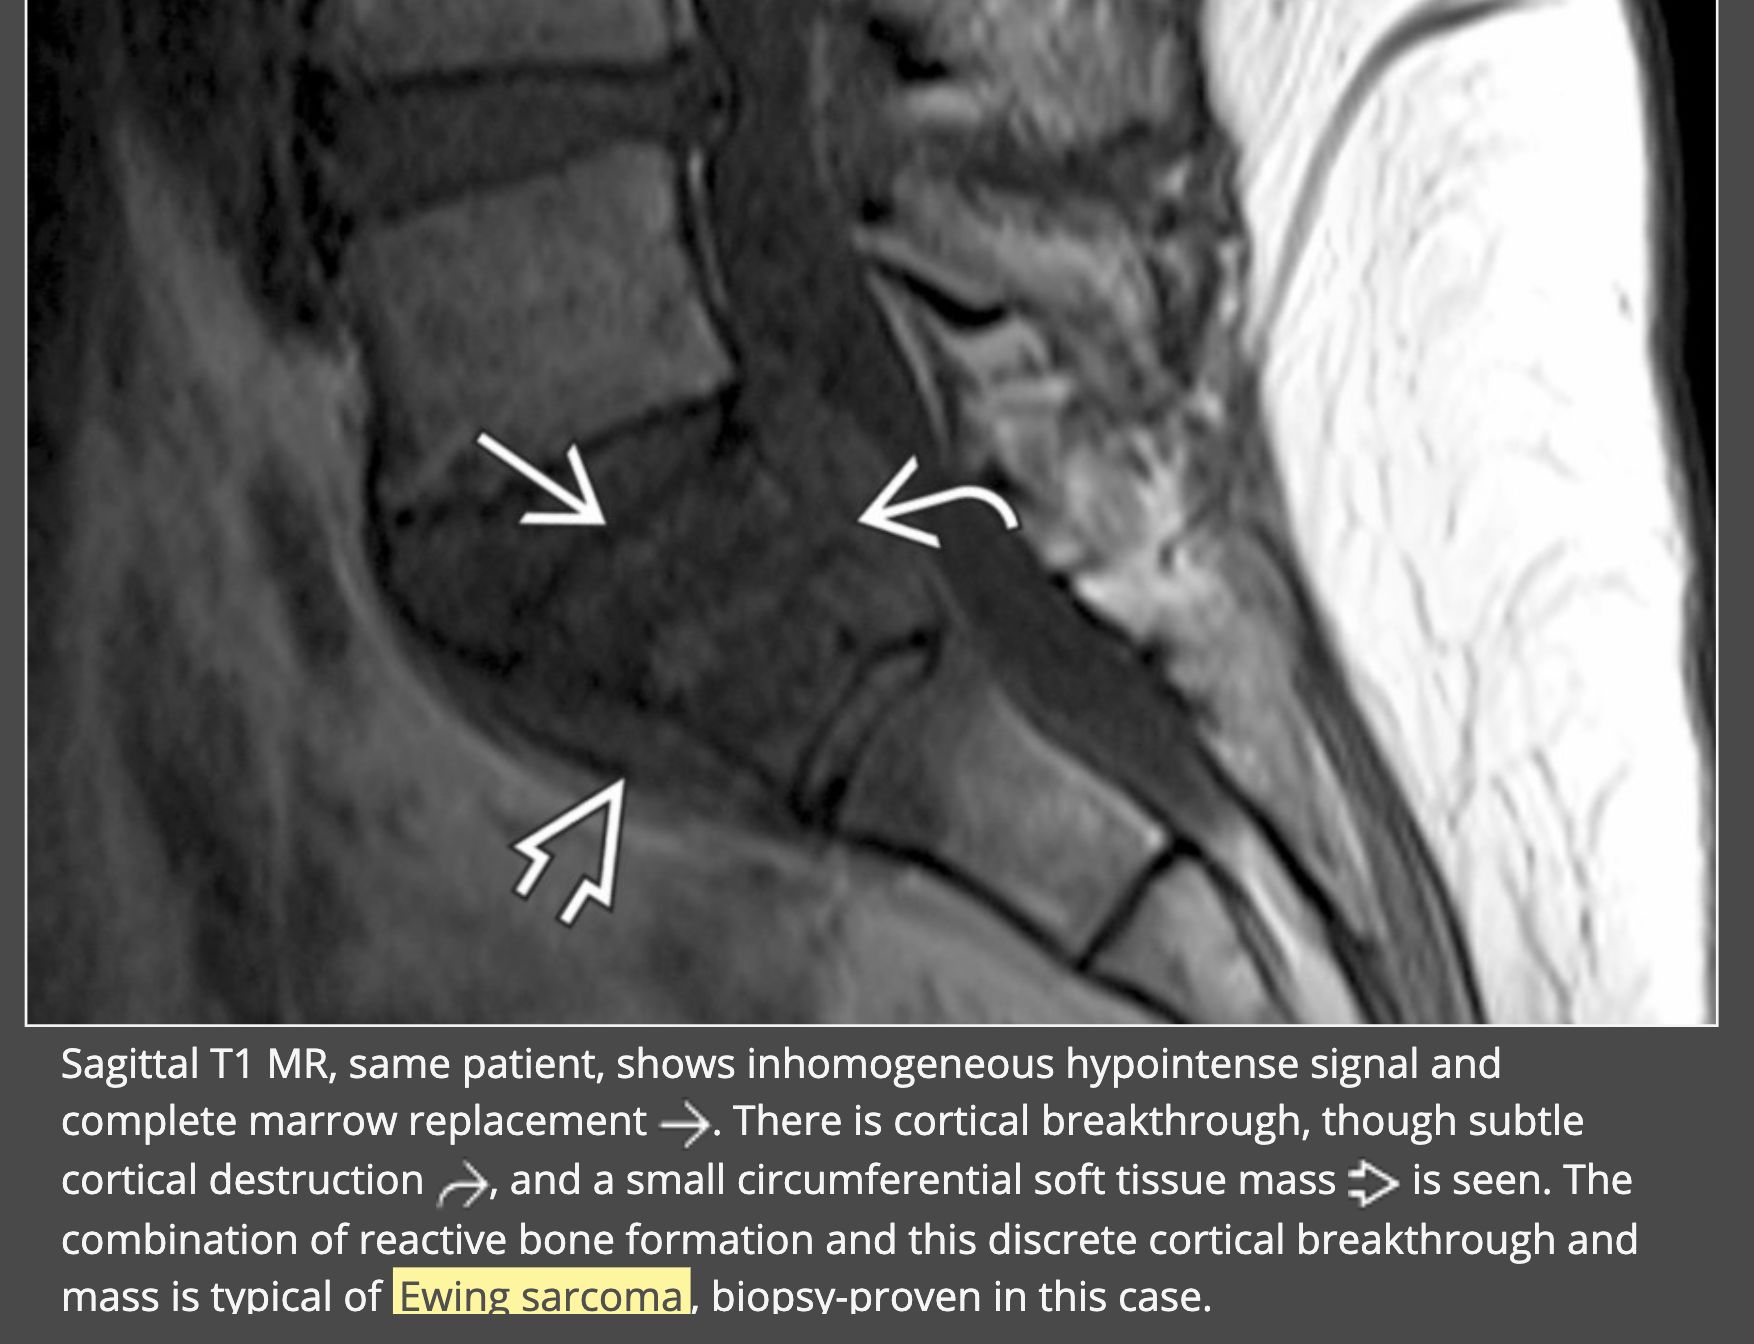 Sagittal T1 MR, same patient, shows inhomogeneous hypointense signal and
complete marrow replacement →. There is cortical breakthrough, though subtle
cortical destruction ↷, and a small circumferential soft tissue mass ⇨ is seen. The
combination of reactive bone formation and this discrete cortical breakthrough and
mass is typical of Ewing sarcoma, biopsy-proven in this case.